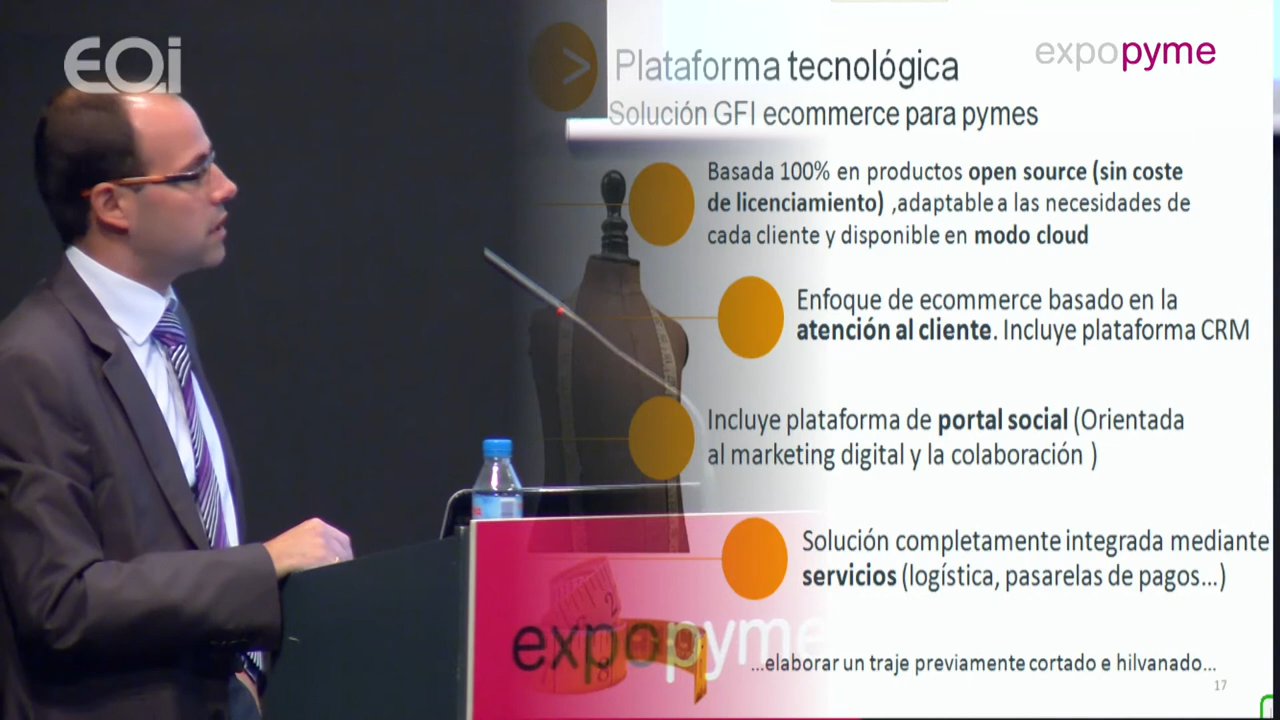 EOi
expopyme
Plataforma tecnológica
Solución GFI ecommerce para pymes
Basada 100% en productos open source (sin coste
de licenciamiento) ,adaptable a las necesidades de
cada cliente y disponible en modo cloud
Enfoque de ecommerce basado en la
atención al cliente. Incluye plataforma CRM
Incluye plataforma de portal social (Orientada
al marketing digital y la colaboración )
Solución completamente integrada mediante
servicios (logística, pasarelas de pagos...)
expopyme
...elaborar un traje previamente cortado e hilvanado...
17